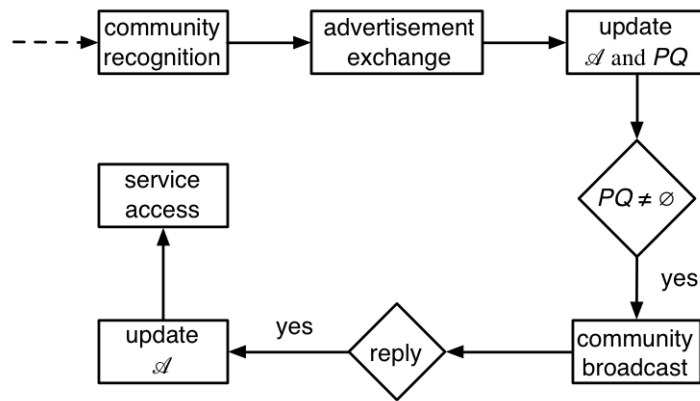 community
recognition
advertisement
exchange
update
𝒜 and PQ
PQ ≠ ∅
yes
community
broadcast
reply
yes
update
𝒜
service
access